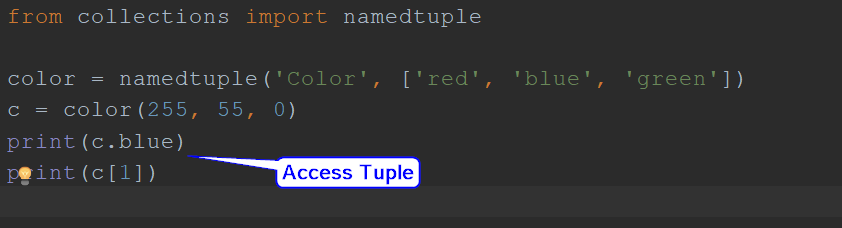 from collections import namedtuple
color = namedtuple('Color', ['red', 'blue', 'green'])
c = color(255, 55, 0)
print(c.blue)
print(c[1])
Access Tuple